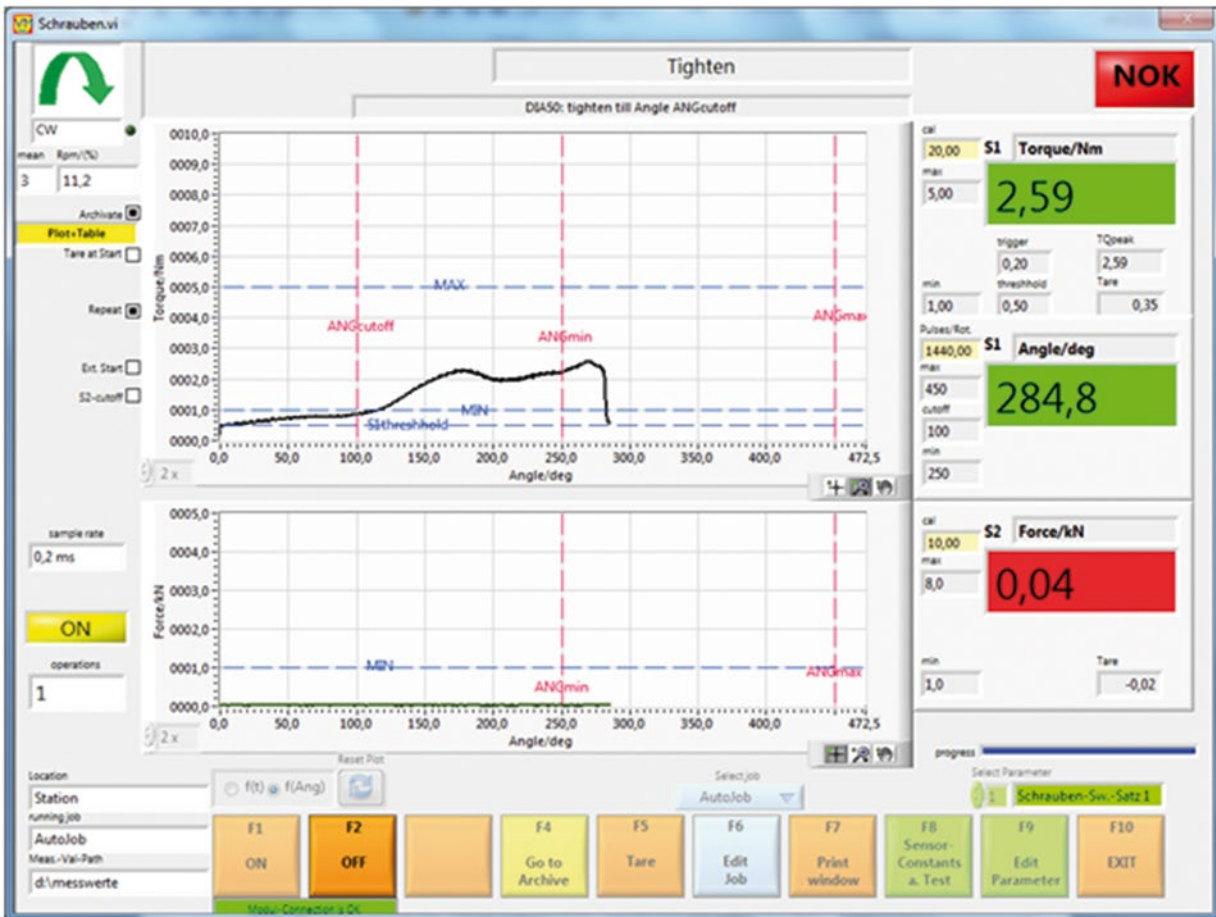 Schrauben.vi
Tighten
NOK
DIA50: tighten till Angle ANGcutoff
CW
mean Rpm/(%)
3 11,2
Archivate
Plot+Table
Tare at Start
Repeat
Ext. Start
S2-cutoff
sample rate
0,2 ms
ON
operations
1
Torque/Nm
0010,0
0009,0
0008,0
0007,0
0006,0
0005,0
0004,0
0003,0
0002,0
0001,0
0000,0
MAX
ANGcutoff
ANGmin
ANGmax
MIN
S1threshhold
0,0 50,0 100,0 150,0 200,0 250,0 300,0 350,0 400,0 472,5
Angle/deg
2 x
Force/kN
0005,0
0004,0
0003,0
0002,0
0001,0
0000,0
MIN
ANGmin
ANGmax
0,0 50,0 100,0 150,0 200,0 250,0 300,0 350,0 400,0 472,5
Angle/deg
2 x
cal
20,00 S1 Torque/Nm
max
5,00
2,59
trigger TQpeak
0,20 2,59
min threshhold Tare
1,00 0,50 0,35
Pulses/Rot.
1440,00 S1 Angle/deg
max
450
284,8
cutoff
100
min
250
cal
10,00 S2 Force/kN
max
8,0
0,04
min Tare
1,0 -0,02
progress
Location
Station
running job
AutoJob
Meas.-Val-Path
d:\messwerte
f(t) f(Ang)
Reset Plot
Select job
AutoJob
Select Parameter
1 Schrauben-Sw.-Satz 1
F1
ON
F2
OFF
F4
Go to
Archive
F5
Tare
F6
Edit
Job
F7
Print
window
F8
Sensor-
Constants
a. Test
F9
Edit
Parameter
F10
EXIT
Modul-Connection is OK